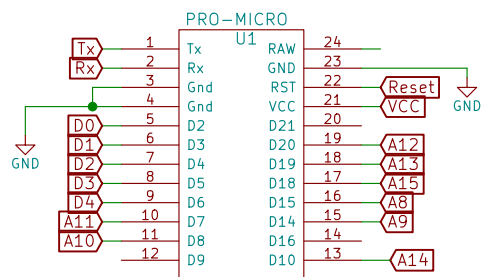 PRO-MICRO
U1
Tx 1 Tx RAW 24
Rx 2 Rx GND 23
3 Gnd RST 22 Reset
4 Gnd VCC 21 VCC
GND
D0 5 D2 D21 20
D1 6 D3 D20 19 A12
GND
D2 7 D4 D19 18 A13
D3 8 D5 D18 17 A15
D4 9 D6 D15 16 A8
A11 10 D7 D14 15 A9
A10 11 D8 D16 14
12 D9 D10 13 A14